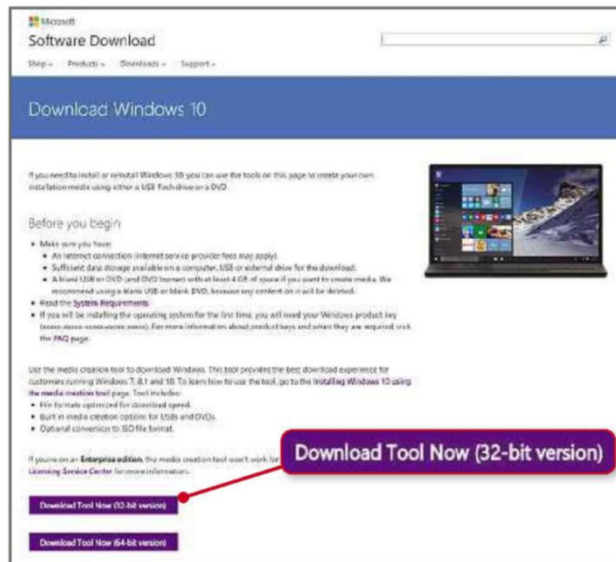 Microsoft
Software Download
Shop Products Downloads Support
Download Windows 10
If you need to install or reinstall Windows 10, you can use the tools on this page to create your own
installation media using either a USB flash drive or a DVD.
Before you begin
Make sure you have:
An internet connection (internet service provider fees may apply).
Sufficient data storage available on a computer, USB or external drive for the download.
A blank USB or DVD (and DVD burner) with at least 4 GB of space if you want to create media. We
recommend using a blank USB or blank DVD, because any content on it will be deleted.
Read the System Requirements
If you will be installing the operating system for the first time, you will need your Windows product key
(xxxxx-xxxxx-xxxxx-xxxxx-xxxxx). For more information about product keys and when they are required, visit
the FAQ page.
Use the media creation tool to download Windows. This tool provides the best download experience for
customers running Windows 7, 8.1 and 10. To learn how to use the tool, go to the Installing Windows 10 using
the media creation tool page. Tool includes:
File formats optimized for download speed.
Built in media creation options for USBs and DVDs.
Optional conversion to ISO file format.
If you're on an Enterprise edition, the media creation tool won't work for
Licensing Service Center for more information.
Download Tool Now (32-bit version)
Download Tool Now (32-bit version)
Download Tool Now (64-bit version)